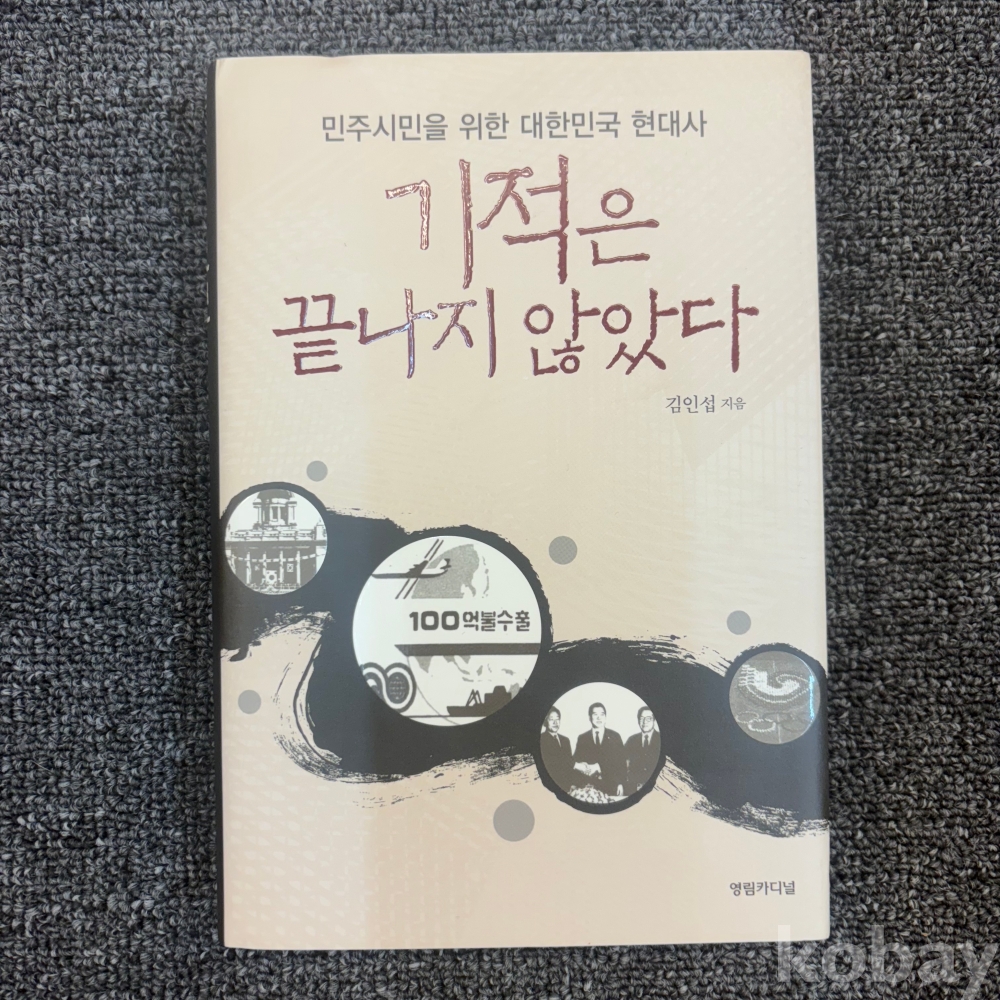 민주시민을 위한 대한민국 현대사
기적은
끝나지 않았다
김인섭 지음
100억불수출
영림카디널
kobay